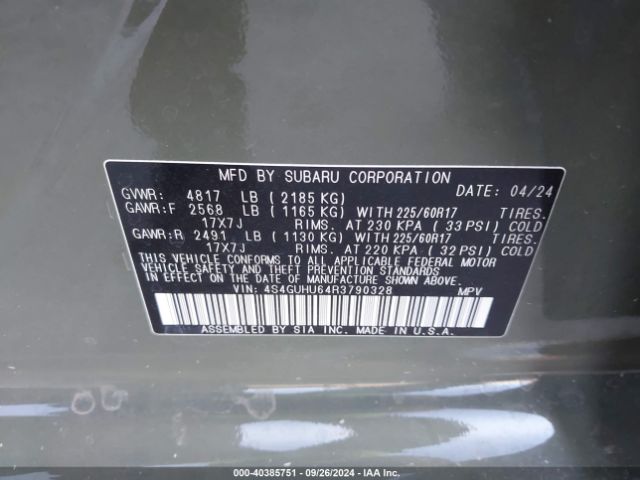 MFD BY SUBARU CORPORATION
DATE: 04/24
GVWR: 4817 LB ( 2185 KG)
GAWR:F 2568 LB ( 1165 KG) WITH 225/60R17 TIRES.
17X7J RIMS. AT 230 KPA ( 33 PSI) COLD
GAWR:R 2491 LB ( 1130 KG) WITH 225/60R17 TIRES.
17X7J RIMS. AT 220 KPA ( 32 PSI) COLD
THIS VEHICLE CONFORMS TO ALL APPLICABLE FEDERAL MOTOR
VEHICLE SAFETY, BUMPER, AND THEFT PREVENTION STANDARDS
IN EFFECT ON THE DATE OF MANUFACTURE SHOWN ABOVE.
VIN: 4S4GUHU64R3790328 MPV
ASSEMBLED BY SIA INC. MADE IN U.S.A.
000-40385751 - 09/26/2024 - IAAI.com